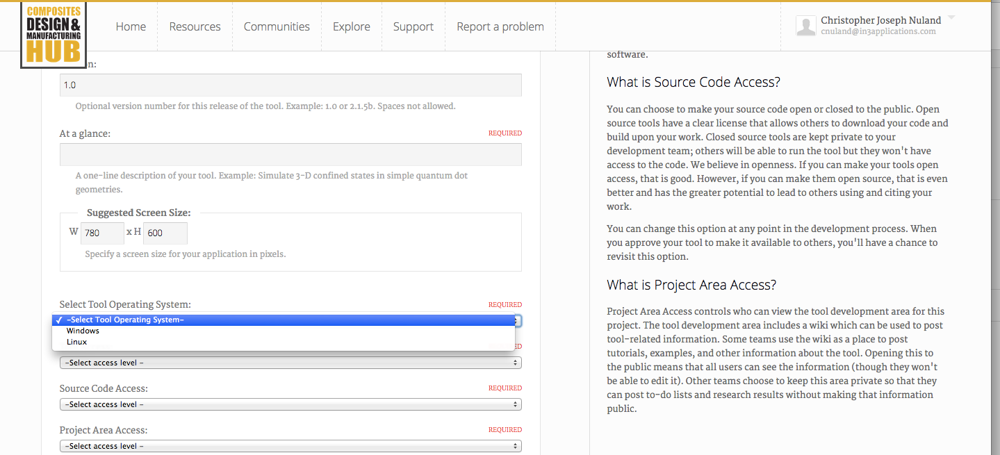 COMPOSITES
DESIGN &
MANUFACTURING
HUB
Home
Resources
Communities
Explore
Support
Report a problem
Christopher Joseph Nuland
cnuland@in3applications.com
n:
1.0
Optional version number for this release of the tool. Example: 1.0 or 2.1.5b. Spaces not allowed.
At a glance:
REQUIRED
A one-line description of your tool. Example: Simulate 3-D confined states in simple quantum dot
geometries.
Suggested Screen Size:
W 780 x H 600
Specify a screen size for your application in pixels.
Select Tool Operating System:
REQUIRED
✓ -Select Tool Operating System-
Windows
Linux
ED
-Select access level -
Source Code Access:
REQUIRED
-Select access level -
Project Area Access:
REQUIRED
-Select access level -
software.
What is Source Code Access?
You can choose to make your source code open or closed to the public. Open
source tools have a clear license that allows others to download your code and
build upon your work. Closed source tools are kept private to your
development team; others will be able to run the tool but they won't have
access to the code. We believe in openness. If you can make your tools open
access, that is good. However, if you can make them open source, that is even
better and has the greater potential to lead to others using and citing your
work.
You can change this option at any point in the development process. When
you approve your tool to make it available to others, you'll have a chance to
revisit this option.
What is Project Area Access?
Project Area Access controls who can view the tool development area for this
project. The tool development area includes a wiki which can be used to post
tool-related information. Some teams use the wiki as a place to post
tutorials, examples, and other information about the tool. Opening this to
the public means that all users can see the information (though they won't
be able to edit it). Other teams choose to keep this area private so that they
can post to-do lists and research results without making that information
public.